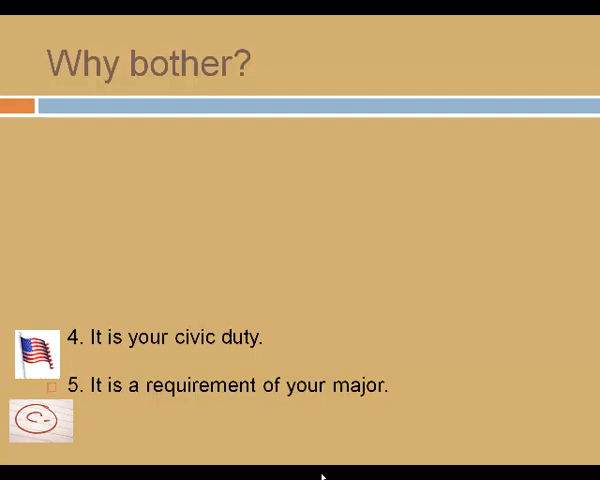 Why bother?
4. It is your civic duty.
5. It is a requirement of your major.
C-